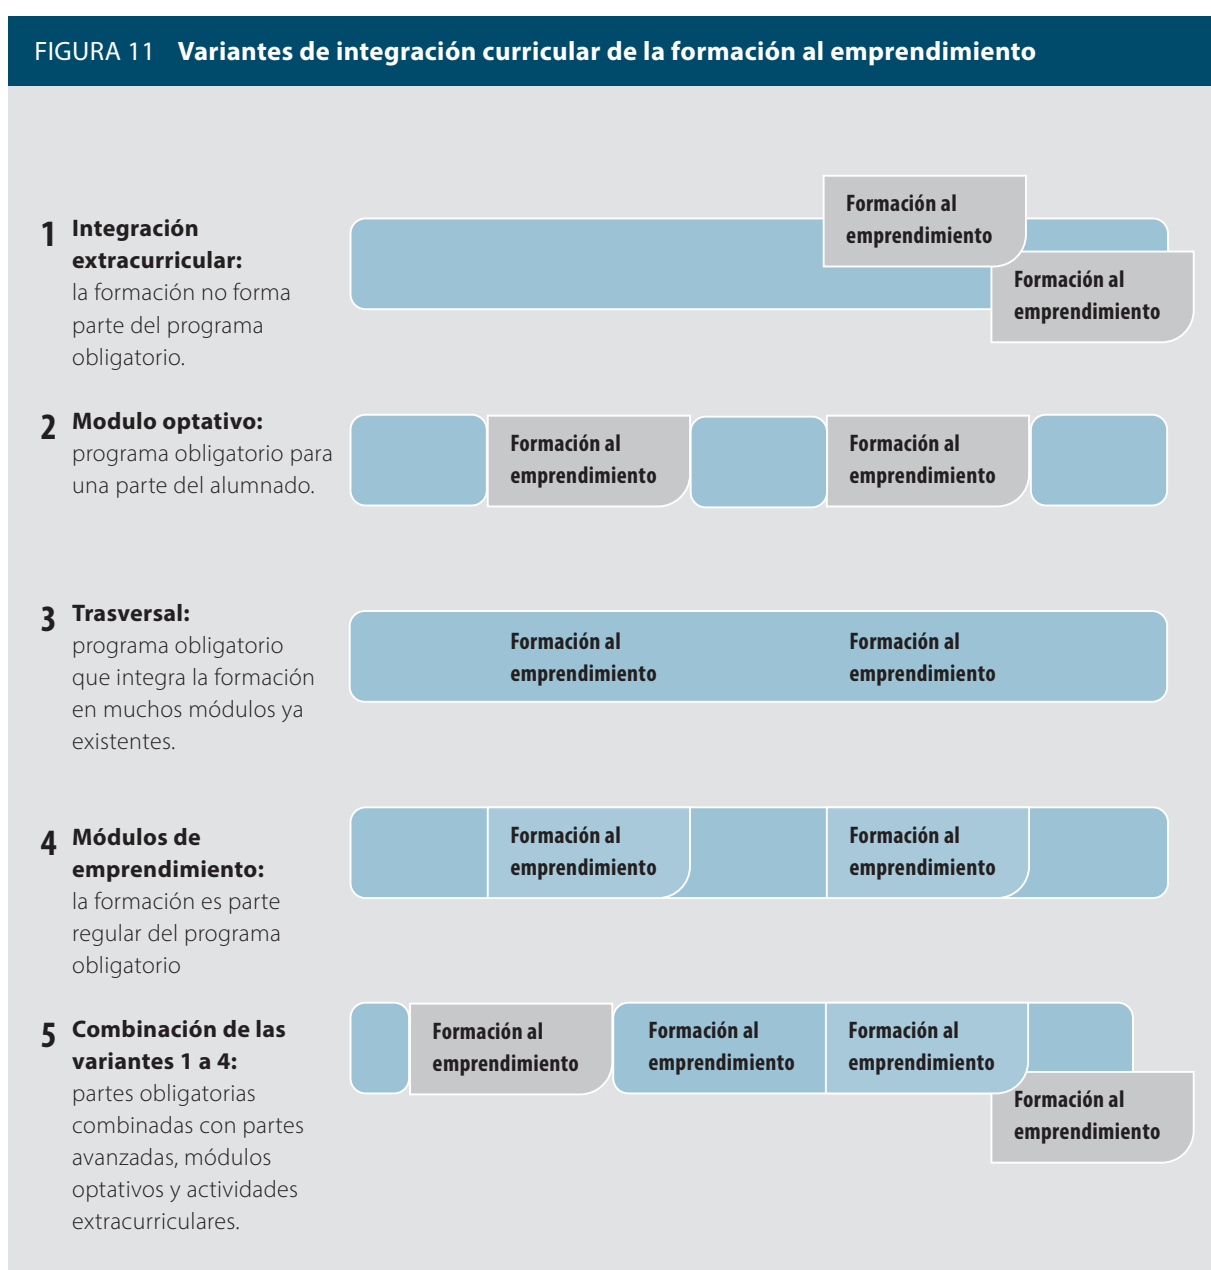 FIGURA 11 Variantes de integración curricular de la formación al emprendimiento
1 Integración
extracurricular:
la formación no forma
parte del programa
obligatorio.
Formación al
emprendimiento
Formación al
emprendimiento
2 Modulo optativo:
programa obligatorio para
una parte del alumnado.
Formación al
emprendimiento
Formación al
emprendimiento
3 Trasversal:
programa obligatorio
que integra la formación
en muchos módulos ya
existentes.
Formación al
emprendimiento
Formación al
emprendimiento
4 Módulos de
emprendimiento:
la formación es parte
regular del programa
obligatorio
Formación al
emprendimiento
Formación al
emprendimiento
5 Combinación de las
variantes 1 a 4:
partes obligatorias
combinadas con partes
avanzadas, módulos
optativos y actividades
extracurriculares.
Formación al
emprendimiento
Formación al
emprendimiento
Formación al
emprendimiento
Formación al
emprendimiento